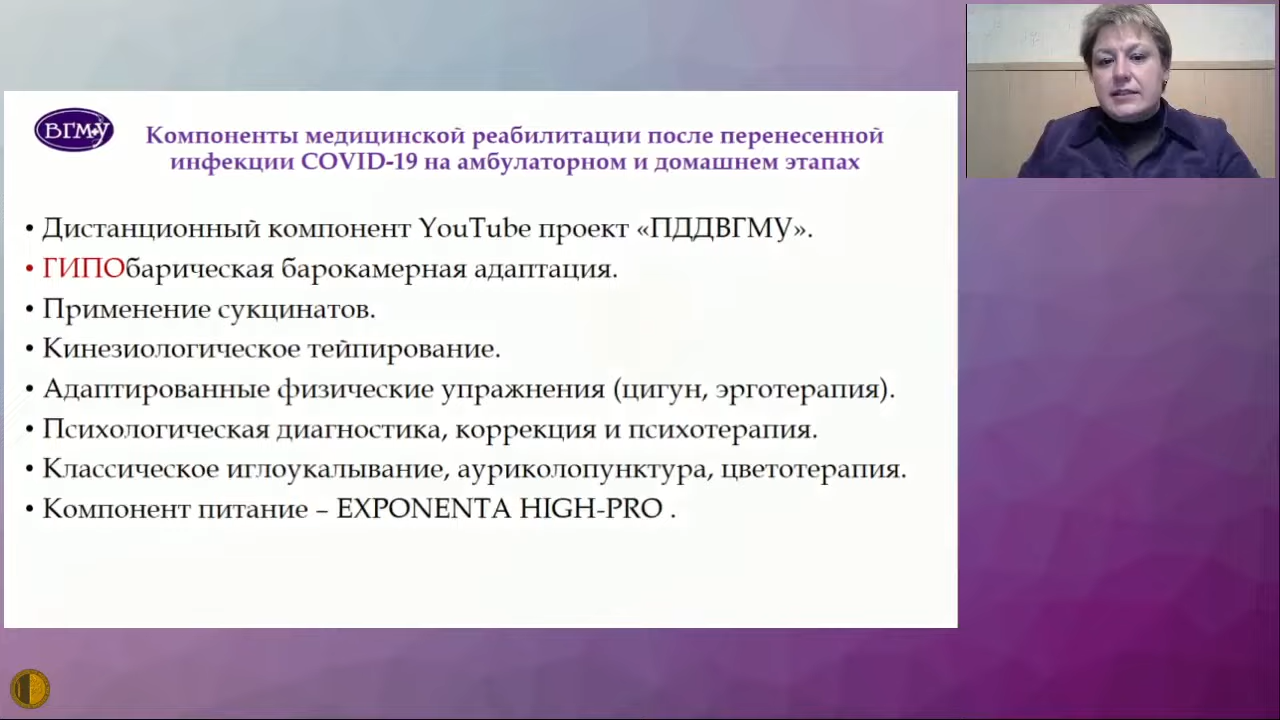 ВГМУ
Компоненты медицинской реабилитации после перенесенной
инфекции COVID-19 на амбулаторном и домашнем этапах
• Дистанционный компонент YouTube проект «ПДДВГМУ».
• ГИПОбарическая барокамерная адаптация.
• Применение сукцинатов.
• Кинезиологическое тейпирование.
• Адаптированные физические упражнения (цигун, эрготерапия).
• Психологическая диагностика, коррекция и психотерапия.
• Классическое иглоукалывание, ауриколопунктура, цветотерапия.
• Компонент питание – EXPONENTA HIGH-PRO .